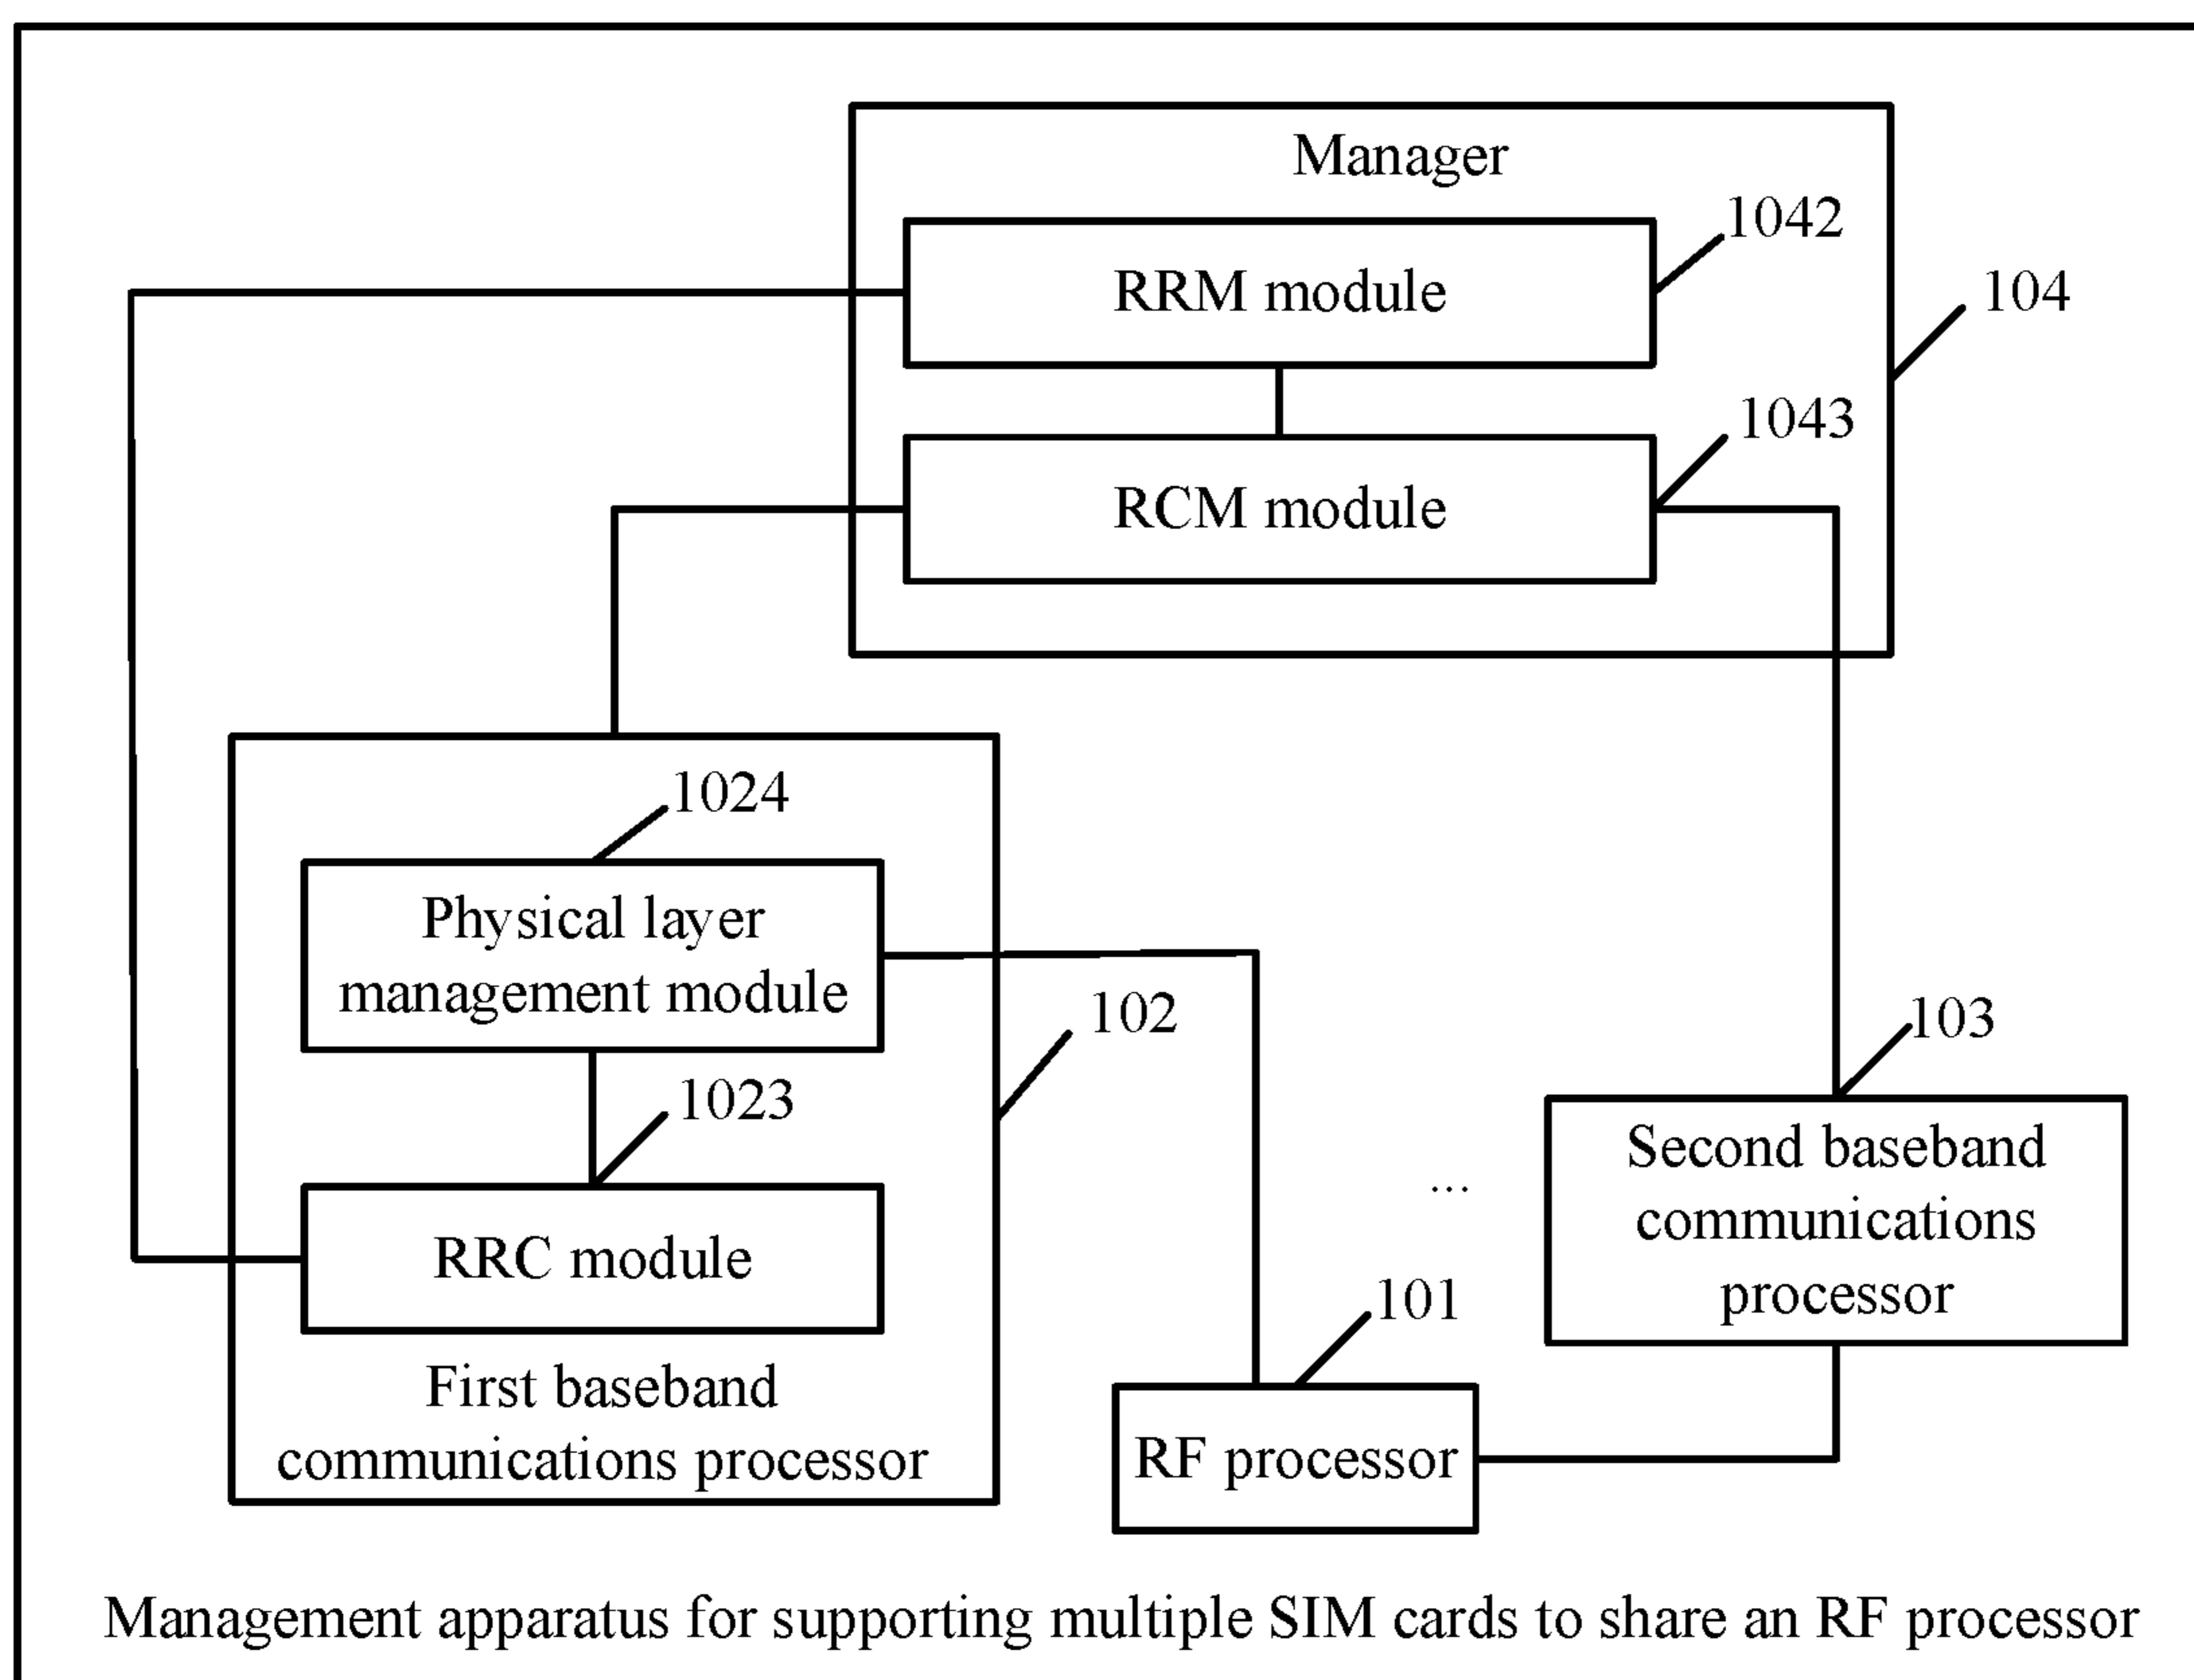 Manager
1042
RRM module
104
1043
RCM module
1024
Physical layer
management module
102
103
1023
Second baseband
communications
processor
...
RRC module
101
First baseband
communications processor
RF processor
Management apparatus for supporting multiple SIM cards to share an RF processor